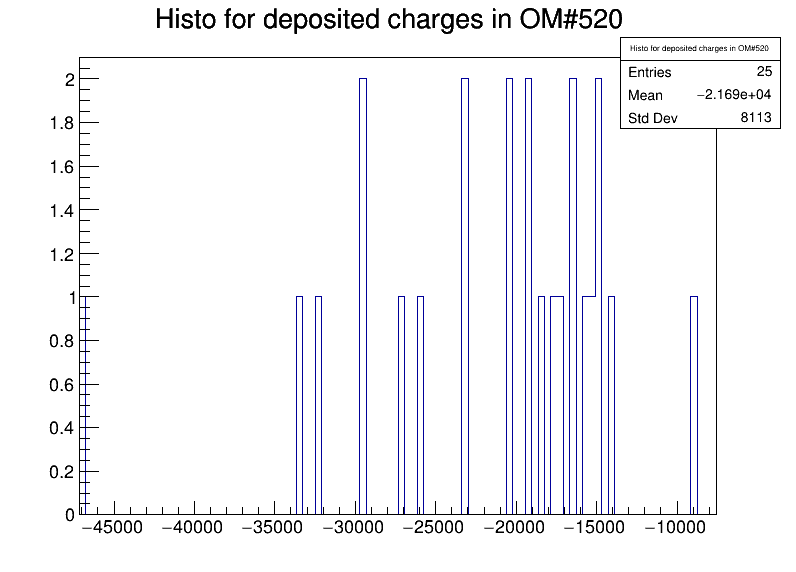 Histo for deposited charges in OM#520
Histo for deposited charges in OM#520
Entries 25
Mean −2.169e+04
Std Dev 8113
2
1.8
1.6
1.4
1.2
1
0.8
0.6
0.4
0.2
0
−45000 −40000 −35000 −30000 −25000 −20000 −15000 −10000